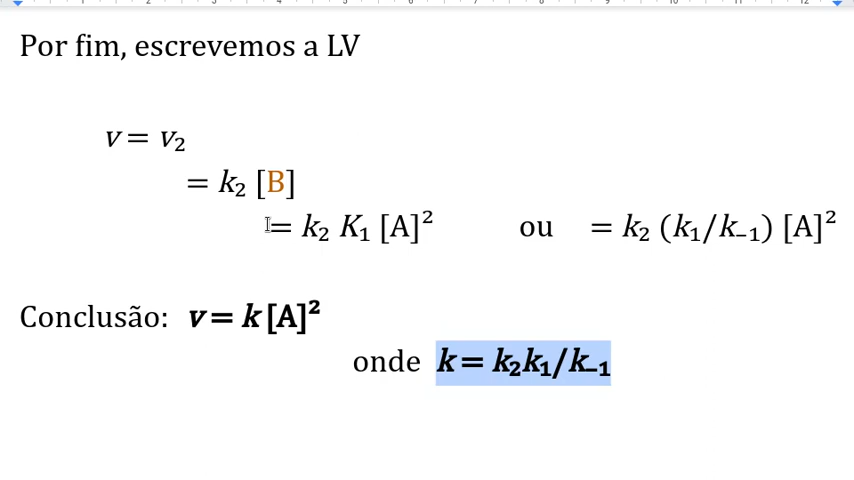 Por fim, escrevemos a LV
v = v₂
= k₂ [B]
= k₂ K₁ [A]² ou = k₂ (k₁/k₋₁) [A]²
Conclusão: v = k [A]²
onde k = k₂k₁/k₋₁